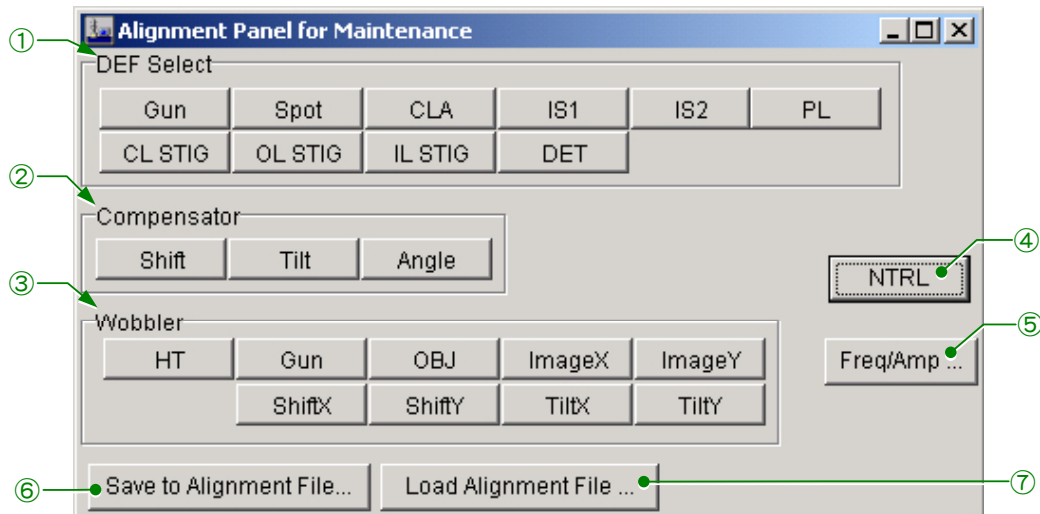 Alignment Panel for Maintenance
①
DEF Select
Gun Spot CLA IS1 IS2 PL
CL STIG OL STIG IL STIG DET
②
Compensator
Shift Tilt Angle
④
NTRL
③
Wobbler
HT Gun OBJ ImageX ImageY
ShiftX ShiftY TiltX TiltY
⑤
Freq/Amp ...
⑥
Save to Alignment File...
Load Alignment File ...
⑦